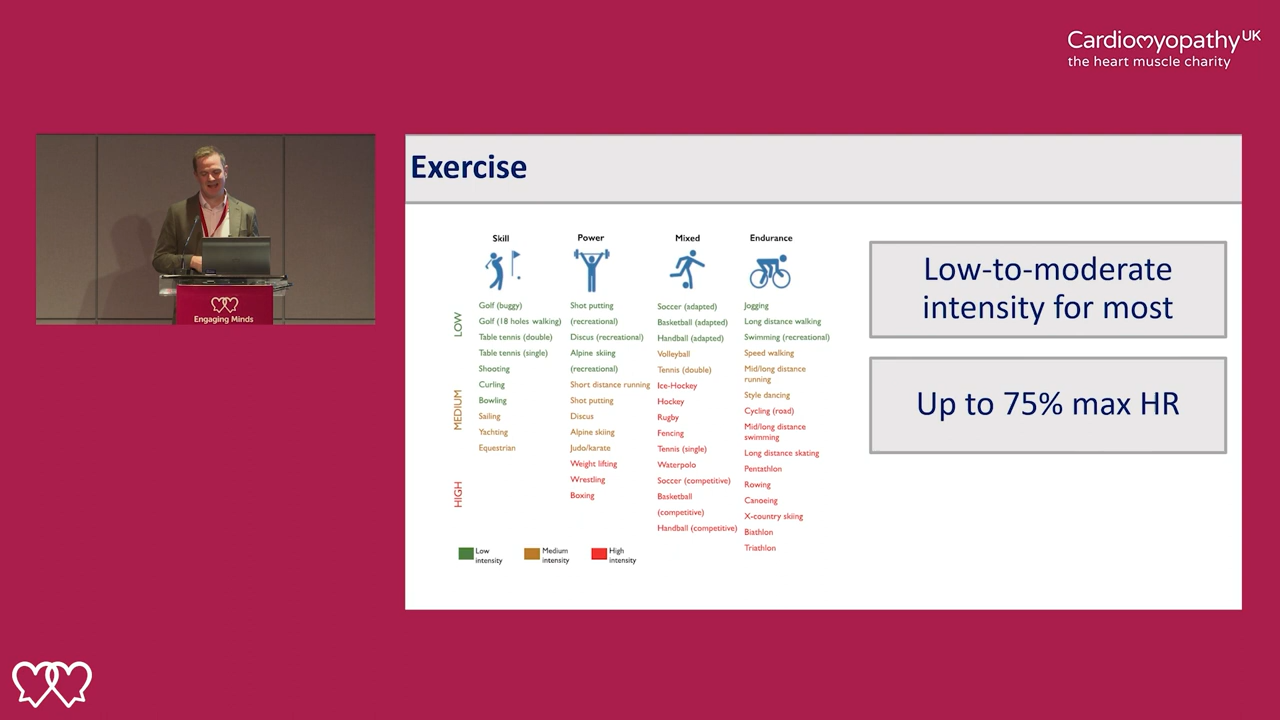 Cardiomyopathy UK
the heart muscle charity
Engaging Minds
Exercise
Skill
Power
Mixed
Endurance
LOW
MEDIUM
HIGH
Golf (buggy)
Golf (18 holes walking)
Table tennis (double)
Table tennis (single)
Shooting
Curling
Bowling
Sailing
Yachting
Equestrian
Shot putting
(recreational)
Discus (recreational)
Alpine skiing
(recreational)
Short distance running
Shot putting
Discus
Alpine skiing
Judo/karate
Weight lifting
Wrestling
Boxing
Soccer (adapted)
Basketball (adapted)
Handball (adapted)
Volleyball
Tennis (double)
Ice-Hockey
Hockey
Rugby
Fencing
Tennis (single)
Waterpolo
Soccer (competitive)
Basketball
(competitive)
Handball (competitive)
Jogging
Long distance walking
Swimming (recreational)
Speed walking
Mid/long distance
running
Style dancing
Cycling (road)
Mid/long distance
swimming
Long distance skating
Pentathlon
Rowing
Canoeing
X-country skiing
Biathlon
Triathlon
Low
intensity
Medium
intensity
High
intensity
Low-to-moderate
intensity for most
Up to 75% max HR